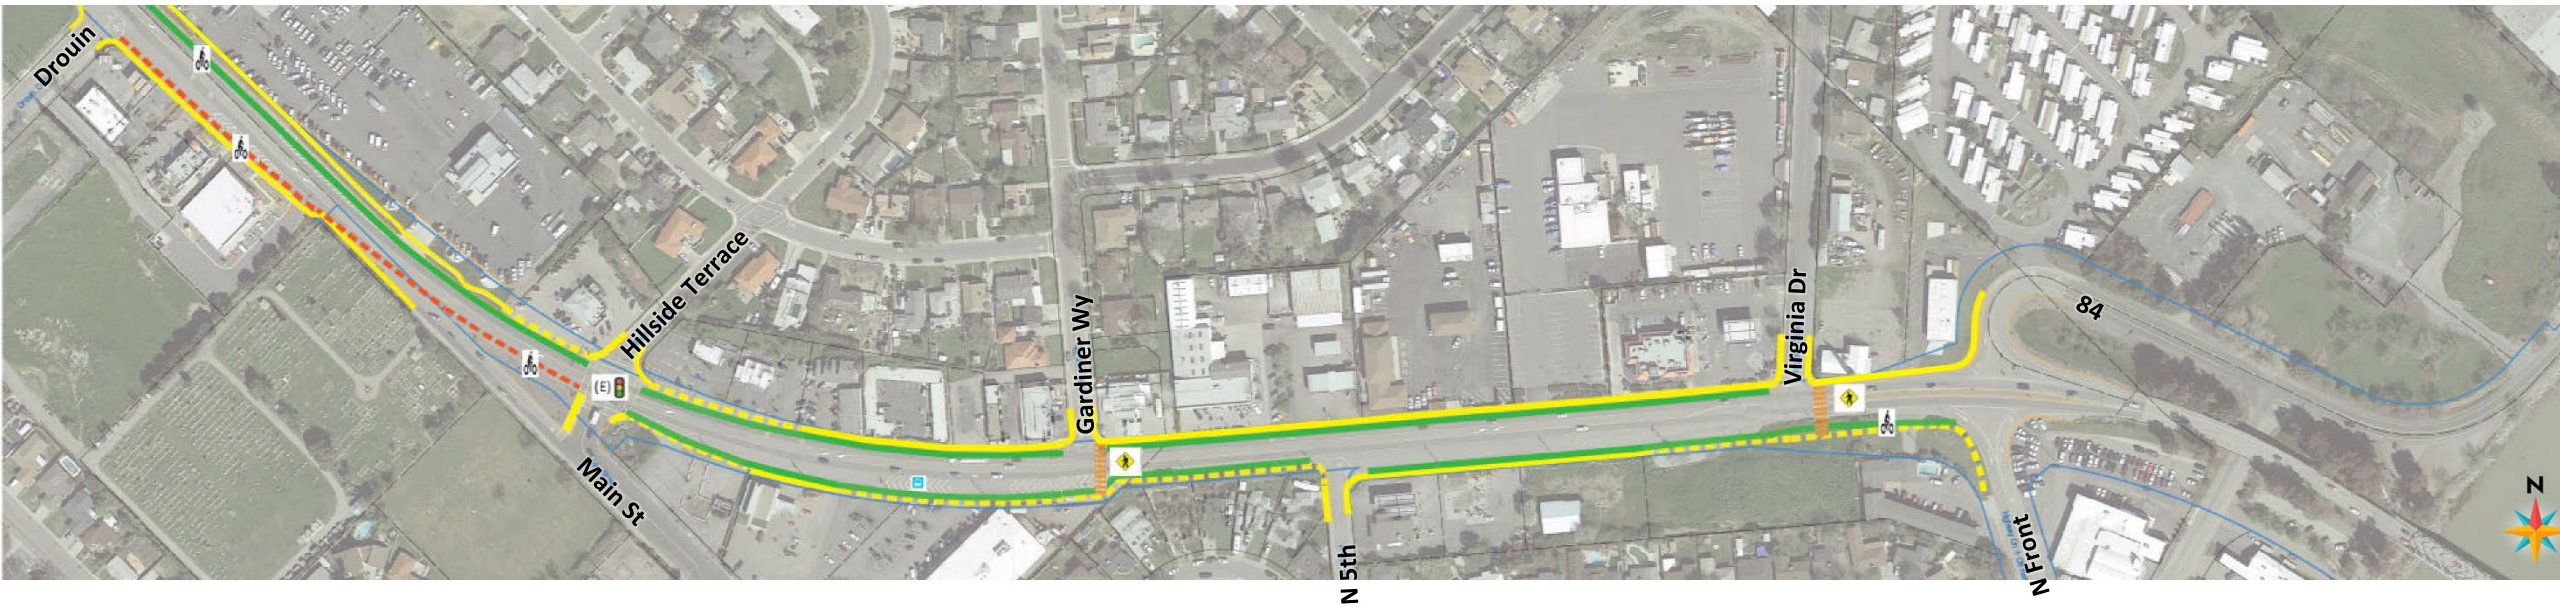 Drouin
Hillside Terrace
(E)
Main St
Gardiner Wy
N 5th
Virginia Dr
84
N Front
N